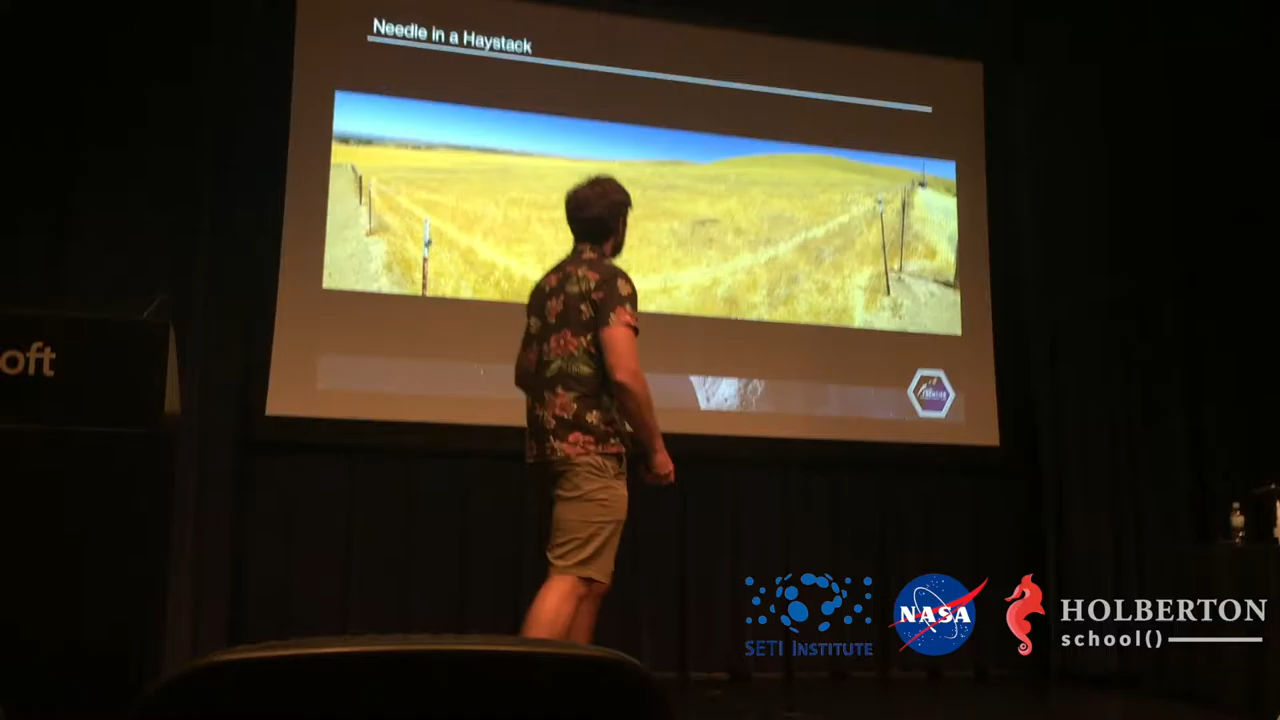 Needle in a Haystack
oft
SETI INSTITUTE
NASA
HOLBERTON
school()